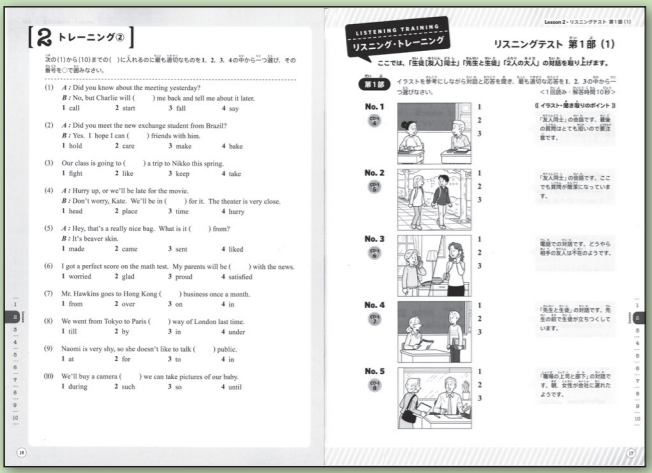 2 トレーニング②
次の(1)から(10)までの( )に入れるのに最も適切なものを1, 2, 3, 4の中から一つ選び、その
番号を○で囲みなさい。
(1) A : Did you know about the meeting yesterday?
B : No, but Charlie will ( ) me back and tell me about it later.
1 call 2 start 3 fall 4 say
(2) A : Did you meet the new exchange student from Brazil?
B : Yes. I hope I can ( ) friends with him.
1 hold 2 care 3 make 4 bake
(3) Our class is going to ( ) a trip to Nikko this spring.
1 fight 2 like 3 keep 4 take
(4) A : Hurry up, or we'll be late for the movie.
B : Don't worry, Kate. We'll be in ( ) for it. The theater is very close.
1 head 2 place 3 time 4 hurry
(5) A : Hey, that's a really nice bag. What is it ( ) from?
B : It's beaver skin.
1 made 2 came 3 sent 4 liked
(6) I got a perfect score on the math test. My parents will be ( ) with the news.
1 worried 2 glad 3 proud 4 satisfied
(7) Mr. Hawkins goes to Hong Kong ( ) business once a month.
1 from 2 over 3 on 4 in
(8) We went from Tokyo to Paris ( ) way of London last time.
1 till 2 by 3 in 4 under
(9) Naomi is very shy, so she doesn't like to talk ( ) public.
1 at 2 for 3 to 4 in
(10) We'll buy a camera ( ) we can take pictures of our baby.
1 during 2 such 3 so 4 until
Lesson 2・リスニングテスト 第1部 (1)
LISTENING TRAINING
リスニング・トレーニング
リスニングテスト 第1部 (1)
ここでは、「生徒[友人]同士」「先生と生徒」「2人の大人」の対話を取り上げます。
第1部 イラストを参考にしながら対話と応答を聞き、最も適切な応答を1, 2, 3の中から一
つ選びなさい。 <1回読み・解答時間10秒>
イラスト・聞き取りのポイント
No. 1
1
2
3
「友人同士」の会話です。最後
の質問はとても短いので要注
意です。
No. 2
1
2
3
「友人同士」の会話です。ここ
でも質問が簡潔になっていま
す。
No. 3
1
2
3
電話での対話です。どうやら
相手の友人は不在のようです。
No. 4
1
2
3
「先生と生徒」の対話です。先
生の前で生徒が立ちつくして
います。
No. 5
1
2
3
「職場の上司と部下」の対話で
す。朝、女性が会社に遅れた
ようです。